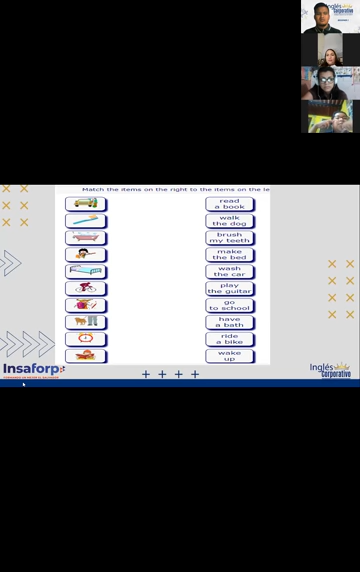 Inglés
Corporativo
Match the items on the right to the items on the le
read
a book
walk
the dog
brush
my teeth
make
the bed
wash
the car
play
the guitar
go
to school
have
a bath
ride
a bike
wake
up
Insaforp
Inglés
Corporativo